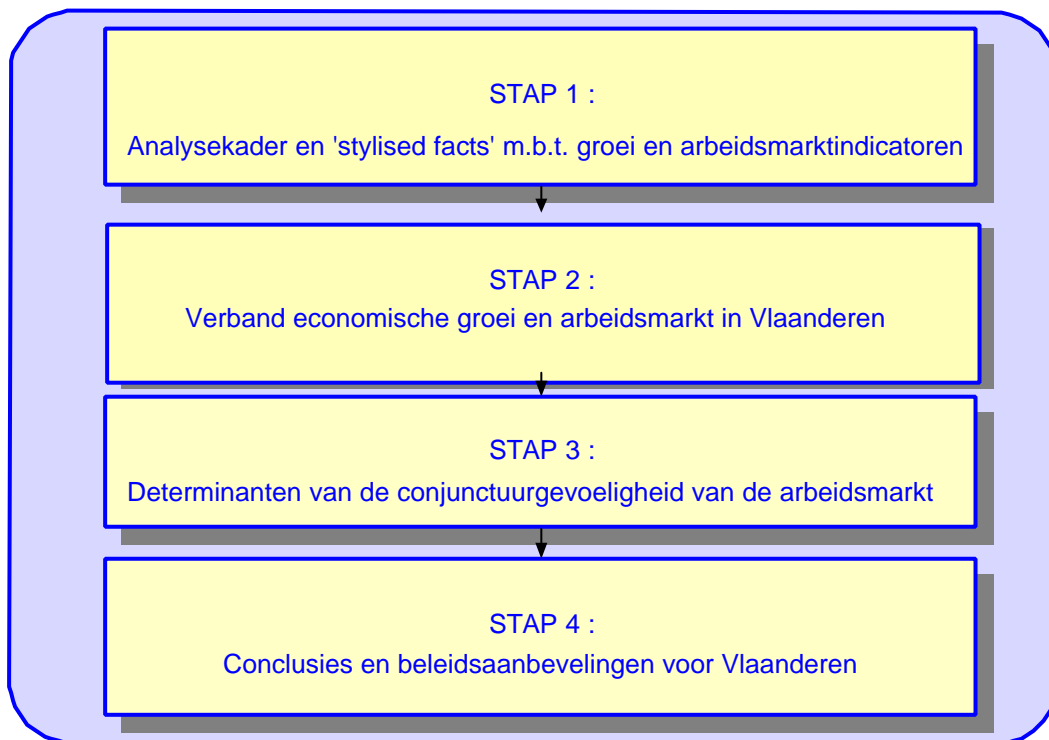 STAP 1 :
Analysekader en 'stylised facts' m.b.t. groei en arbeidsmarktindicatoren
STAP 2 :
Verband economische groei en arbeidsmarkt in Vlaanderen
STAP 3 :
Determinanten van de conjunctuurgevoeligheid van de arbeidsmarkt
STAP 4 :
Conclusies en beleidsaanbevelingen voor Vlaanderen